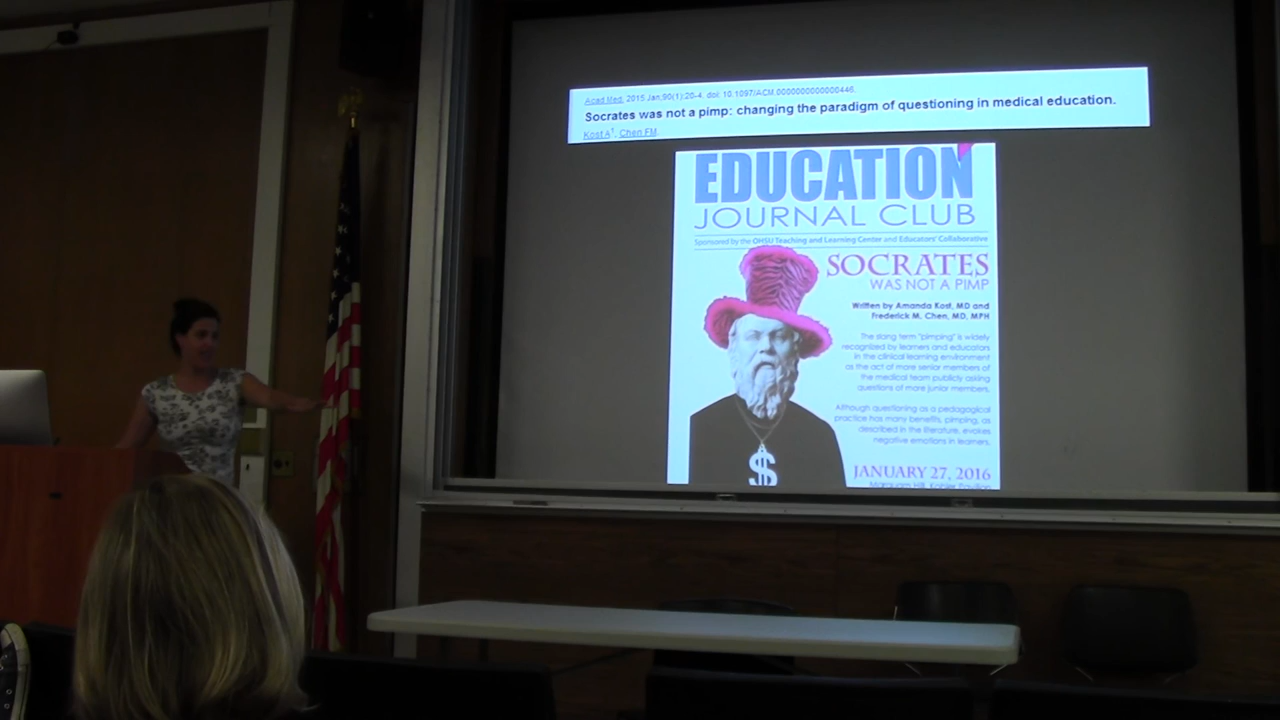 Acad Med. 2015 Jan;90(1):20-4. doi: 10.1097/ACM.0000000000000446.
Socrates was not a pimp: changing the paradigm of questioning in medical education.
Kost A1, Chen FM.
EDUCATION
JOURNAL CLUB
Sponsored by the OHSU Teaching and Learning Center and Educators' Collaborative
SOCRATES
WAS NOT A PIMP
Written by Amanda Kost, MD and
Frederick M. Chen, MD, MPH
The slang term "pimping" is widely
recognized by learners and educators
in the clinical learning environment
as the act of more senior members of
the medical team publicly asking
questions of more junior members.
Although questioning as a pedagogical
practice has many benefits, pimping, as
described in the literature, evokes
negative emotions in learners.
$
JANUARY 27, 2016
Marquam Hill, Kohler Pavilion